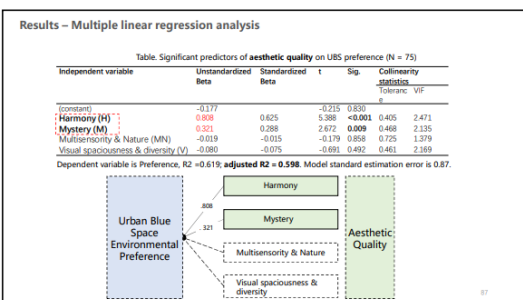 Results – Multiple linear regression analysis
Table. Significant predictors of aesthetic quality on UBS preference (N = 75)
Independent variable Unstandardized Beta Standardized Beta t Sig. Collinearity statistics
Toleranc e VIF
(constant) -0.177 -0.215 0.830
Harmony (H) 0.808 0.625 5.388 <0.001 0.405 2.471
Mystery (M) 0.321 0.288 2.672 0.009 0.468 2.135
Multisensority & Nature (MN) -0.019 -0.015 -0.179 0.858 0.725 1.379
Visual spaciousness & diversity (V) -0.080 -0.075 -0.691 0.492 0.461 2.169
Dependent variable is Preference, R2 =0.619; adjusted R2 = 0.598. Model standard estimation error is 0.87.
Urban Blue
Space
Environmental
Preference
.808
.321
Harmony
Mystery
Multisensority & Nature
Visual spaciousness &
diversity
Aesthetic
Quality
87